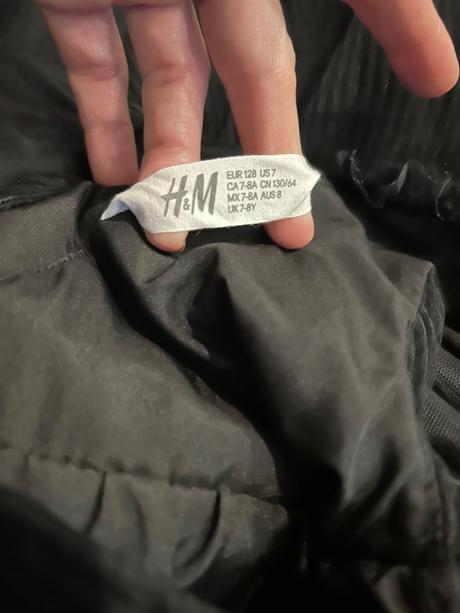 H&M
EUR 128 US 7
CA 7-8A CN 130/64
MX 7-8A AUS 8
UK 7-8Y